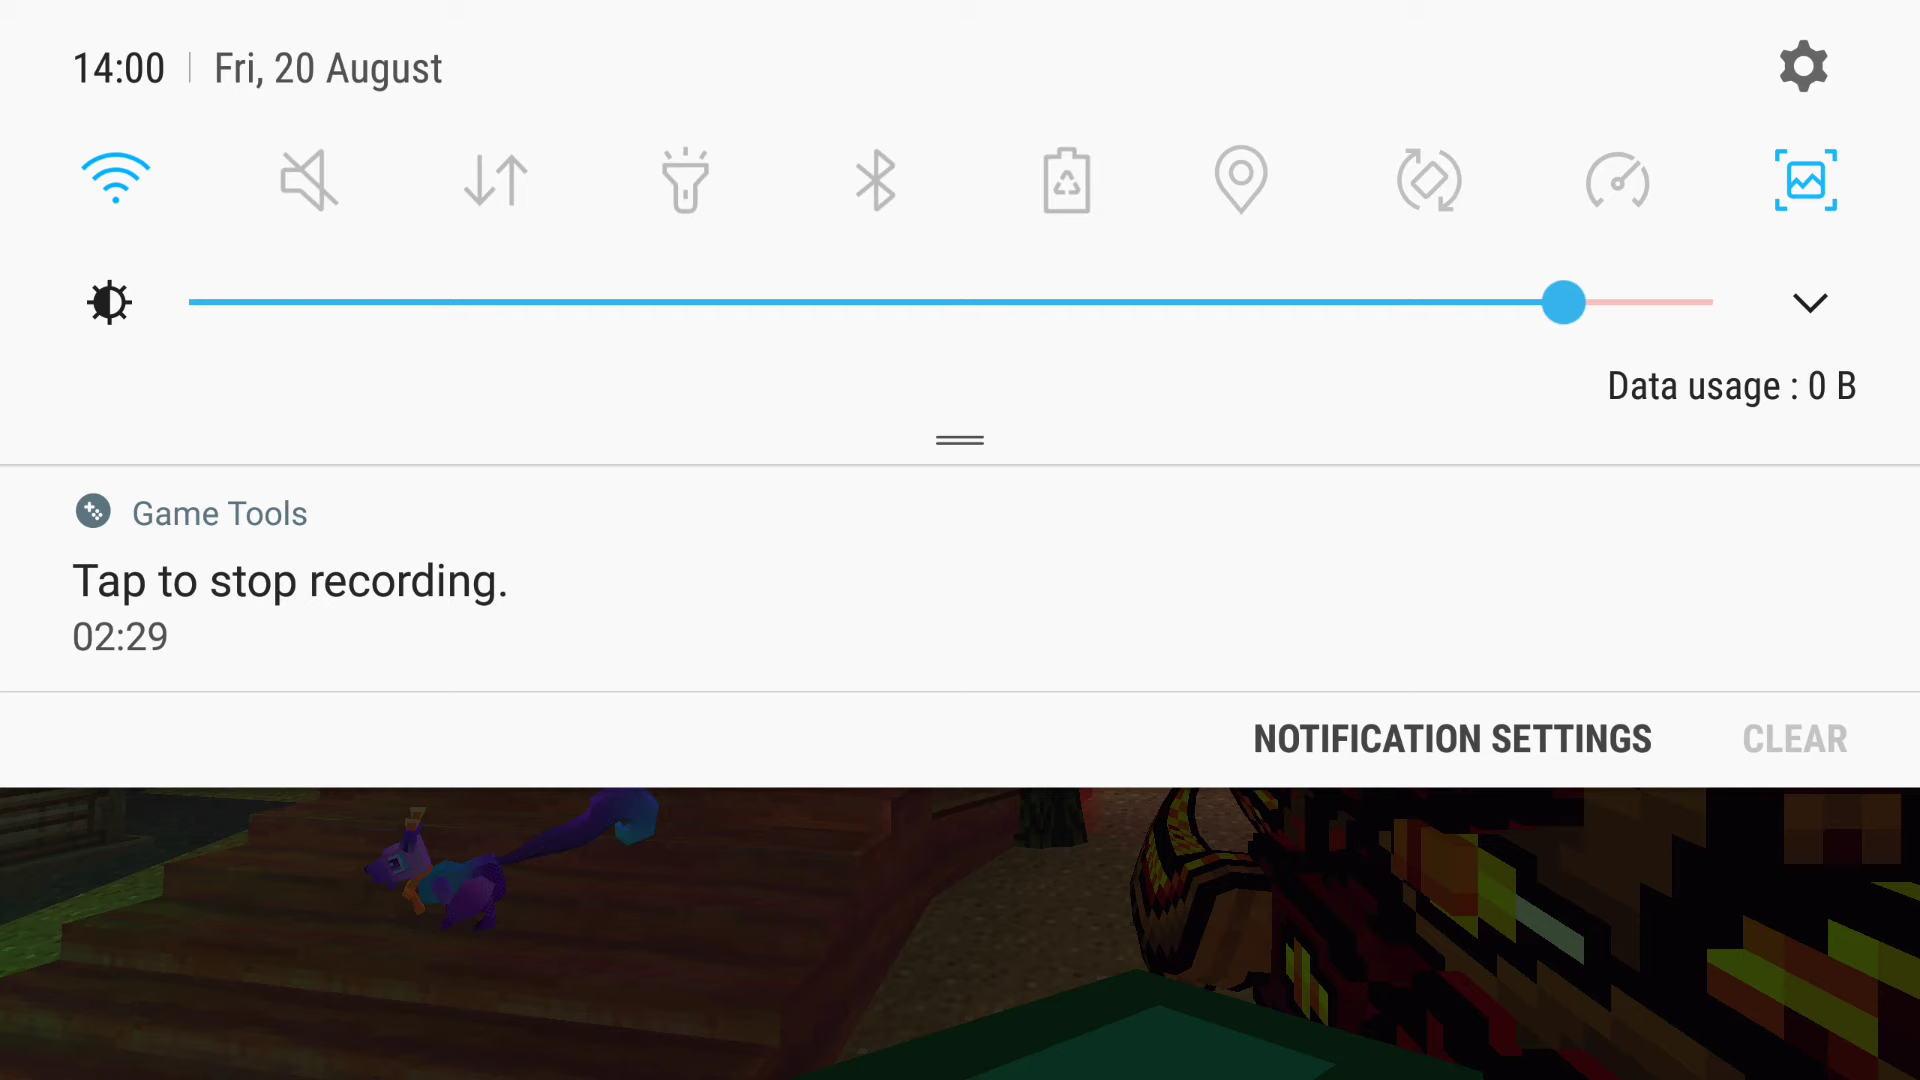 14:00 Fri, 20 August
Data usage : 0 B
Game Tools
Tap to stop recording.
02:29
NOTIFICATION SETTINGS CLEAR